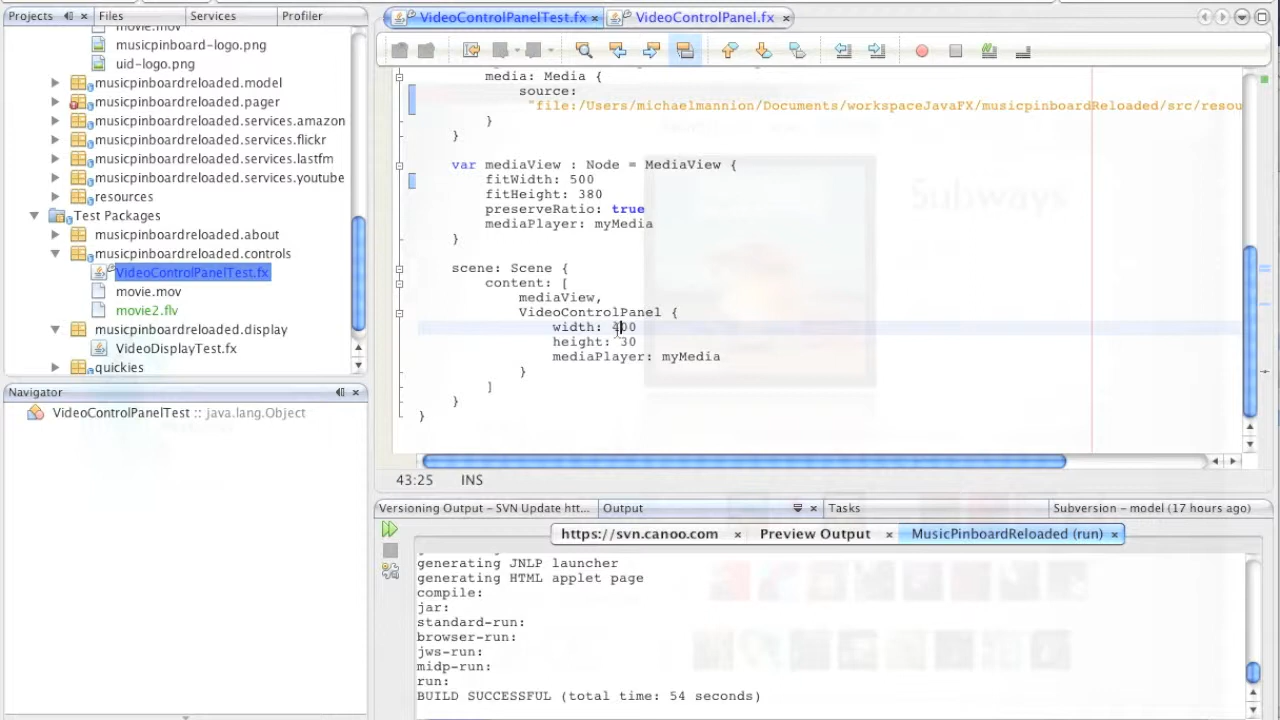 Projects
Files
Services
Profiler
movie.mov
musicpinboard-logo.png
uid-logo.png
musicpinboardreloaded.model
musicpinboardreloaded.pager
musicpinboardreloaded.services.amazon
musicpinboardreloaded.services.flickr
musicpinboardreloaded.services.lastfm
musicpinboardreloaded.services.youtube
resources
Test Packages
musicpinboardreloaded.about
musicpinboardreloaded.controls
VideoControlPanelTest.fx
movie.mov
movie2.flv
musicpinboardreloaded.display
VideoDisplayTest.fx
quickies
Navigator
VideoControlPanelTest :: java.lang.Object
VideoControlPanelTest.fx
VideoControlPanel.fx
media: Media {
source:
"file:/Users/michaelmannion/Documents/workspaceJavaFX/musicpinboardReloaded/src/resou
}
}
var mediaView : Node = MediaView {
fitWidth: 500
fitHeight: 380
preserveRatio: true
mediaPlayer: myMedia
}
scene: Scene {
content: [
mediaView,
VideoControlPanel {
width: 400
height: 30
mediaPlayer: myMedia
}
]
}
}
Subways
43:25 INS
Versioning Output – SVN Update htt...
Output
Tasks
Subversion – model (17 hours ago)
https://svn.canoo.com
Preview Output
MusicPinboardReloaded (run)
generating JNLP launcher
generating HTML applet page
compile:
jar:
standard-run:
browser-run:
jws-run:
midp-run:
run:
BUILD SUCCESSFUL (total time: 54 seconds)